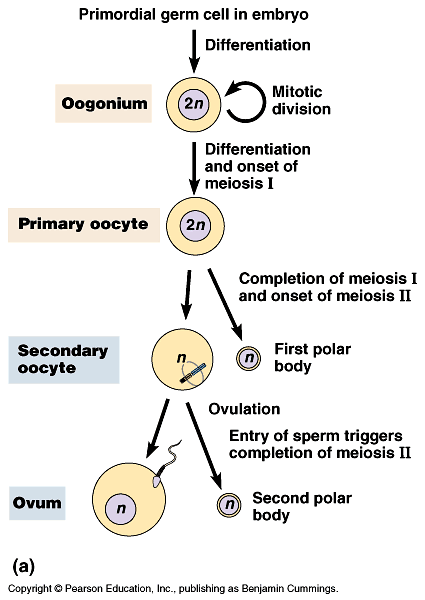 Primordial germ cell in embryo
Differentiation
Oogonium
2n
Mitotic
division
Differentiation
and onset of
meiosis I
Primary oocyte
2n
Completion of meiosis I
and onset of meiosis II
Secondary
oocyte
n
n
First polar
body
Ovulation
Entry of sperm triggers
completion of meiosis II
Ovum
n
n
Second polar
body
(a)
Copyright © Pearson Education, Inc., publishing as Benjamin Cummings.